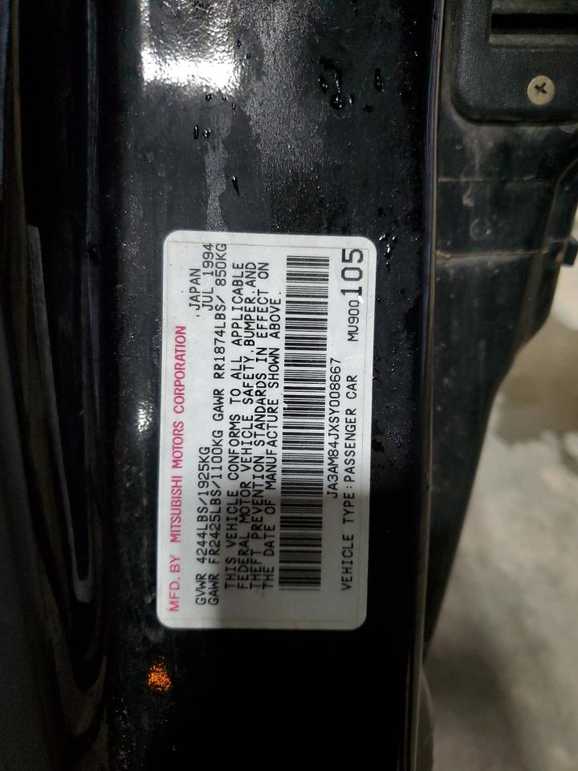 MFD. BY MITSUBISHI MOTORS CORPORATION
JAPAN
GVWR 4244LBS/1925KG JUL 1994
GAWR FR2425LBS/1100KG GAWR RR1874LBS/ 850KG
THIS VEHICLE CONFORMS TO ALL APPLICABLE
FEDERAL MOTOR VEHICLE SAFETY, BUMPER, AND
THEFT PREVENTION STANDARDS IN EFFECT ON
THE DATE OF MANUFACTURE SHOWN ABOVE.
JA3AM84JXSY008667
VEHICLE TYPE:PASSENGER CAR MU900105